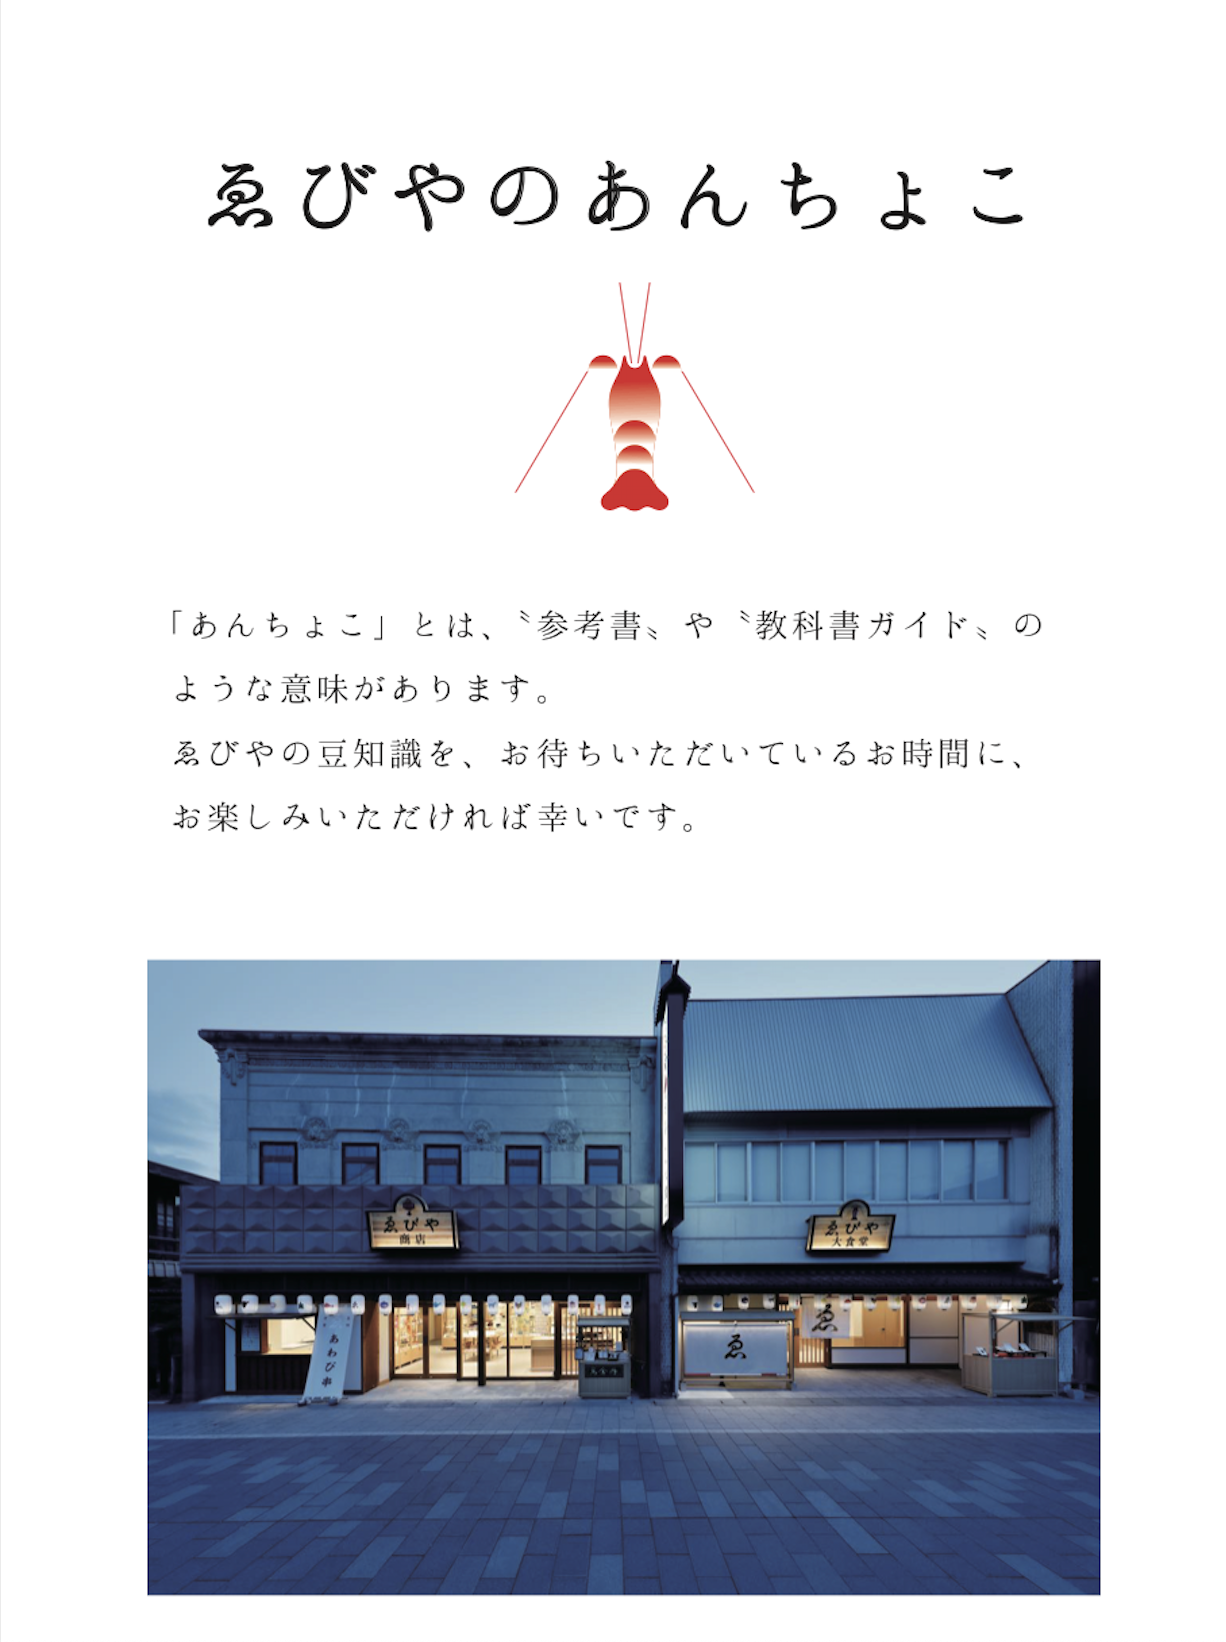 ゑびやのあんちょこ
「あんちょこ」とは、〝参考書〟や〝教科書ガイド〟の
ような意味があります。
ゑびやの豆知識を、お待ちいただいているお時間に、
お楽しみいただければ幸いです。
ゑびや
商店
ゑびや
大食堂
あわび串
ゑ
ゑ